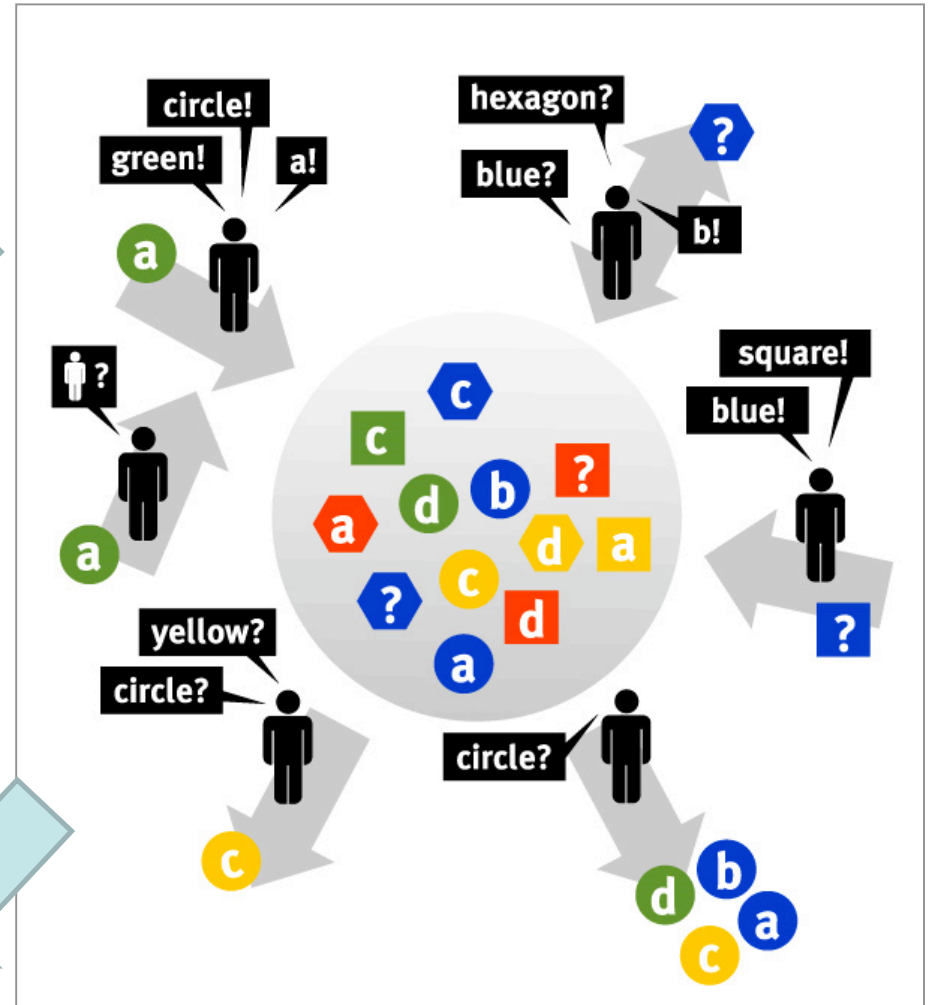 circle!
green!
a!
a
?
a
hexagon?
blue?
b!
?
square!
blue!
?
c
c
d
b
?
a
d
a
c
?
d
a
yellow?
circle?
c
circle?
d
b
a
c